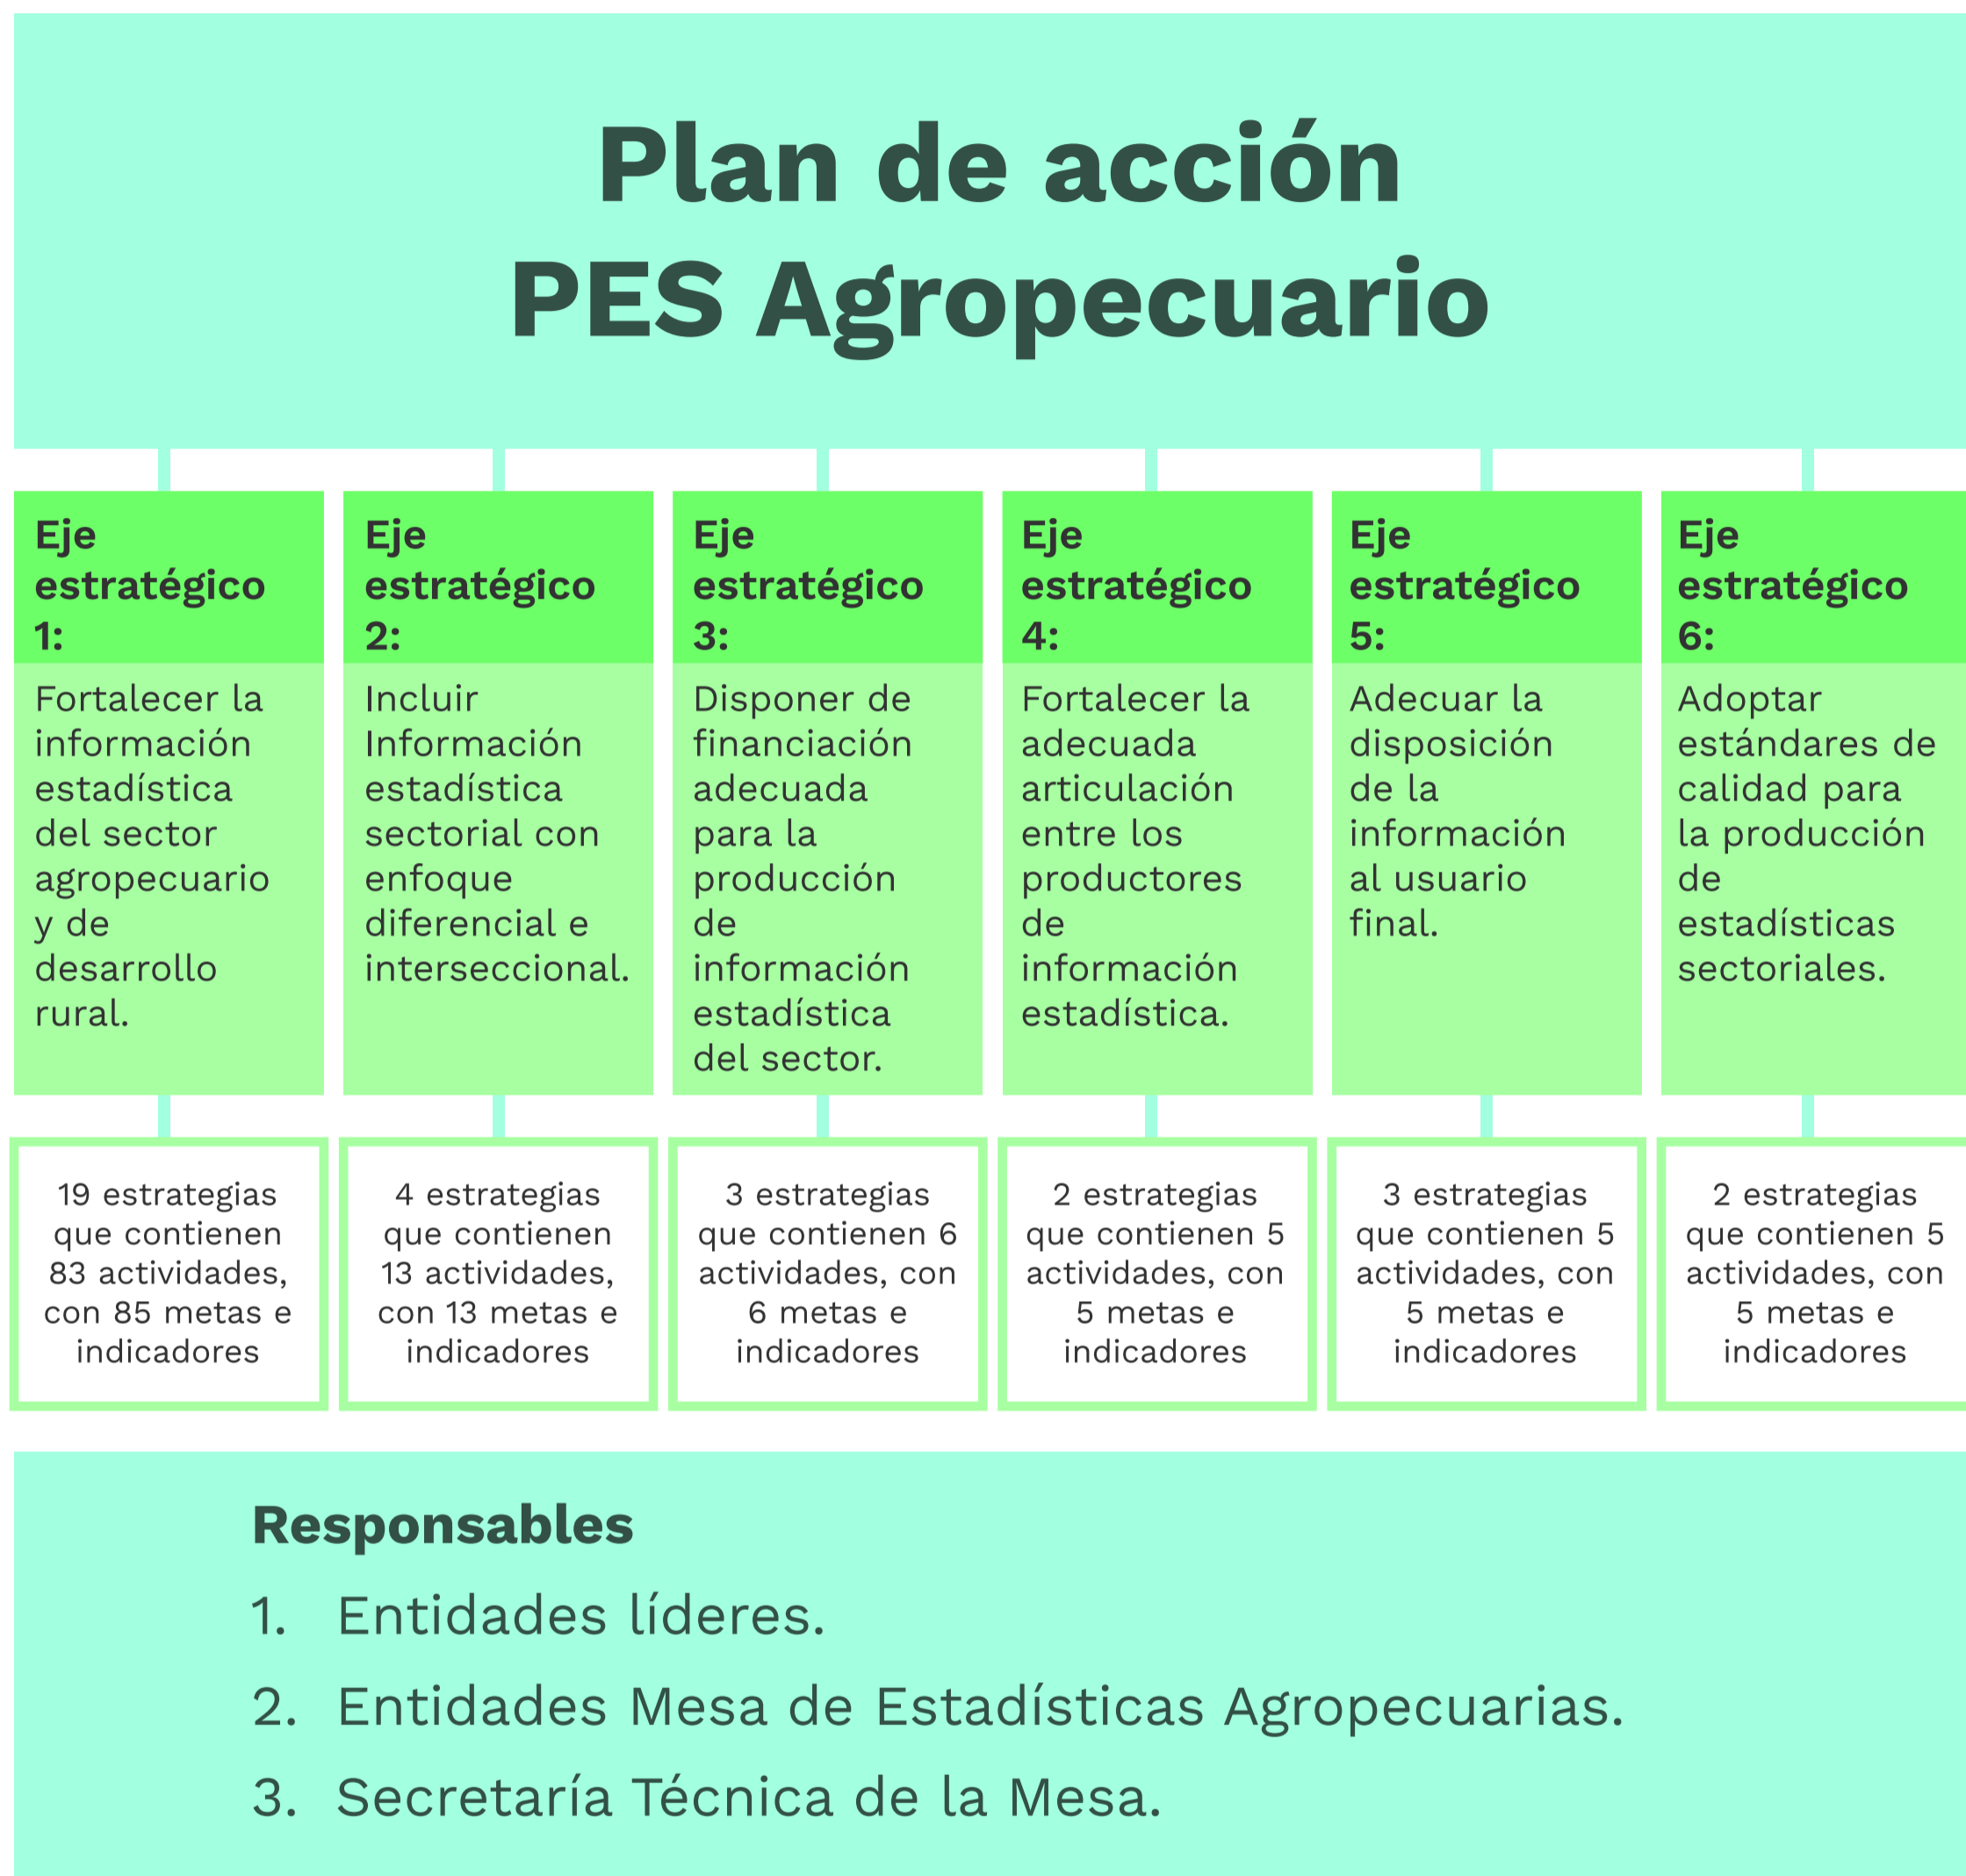 Plan de acción
PES Agropecuario
Eje
estratégico
1:
Fortalecer la
información
estadística
del sector
agropecuario
y de
desarrollo
rural.
19 estrategias
que contienen
83 actividades,
con 85 metas e
indicadores
Eje
estratégico
2:
Incluir
Información
estadística
sectorial con
enfoque
diferencial e
interseccional.
4 estrategias
que contienen
13 actividades,
con 13 metas e
indicadores
Eje
estratégico
3:
Disponer de
financiación
adecuada
para la
producción
de
información
estadística
del sector.
3 estrategias
que contienen 6
actividades, con
6 metas e
indicadores
Eje
estratégico
4:
Fortalecer la
adecuada
articulación
entre los
productores
de
información
estadística.
2 estrategias
que contienen 5
actividades, con
5 metas e
indicadores
Eje
estratégico
5:
Adecuar la
disposición
de la
información
al usuario
final.
3 estrategias
que contienen 5
actividades, con
5 metas e
indicadores
Eje
estratégico
6:
Adoptar
estándares de
calidad para
la producción
de
estadísticas
sectoriales.
2 estrategias
que contienen 5
actividades, con
5 metas e
indicadores
Responsables
1. Entidades líderes.
2. Entidades Mesa de Estadísticas Agropecuarias.
3. Secretaría Técnica de la Mesa.